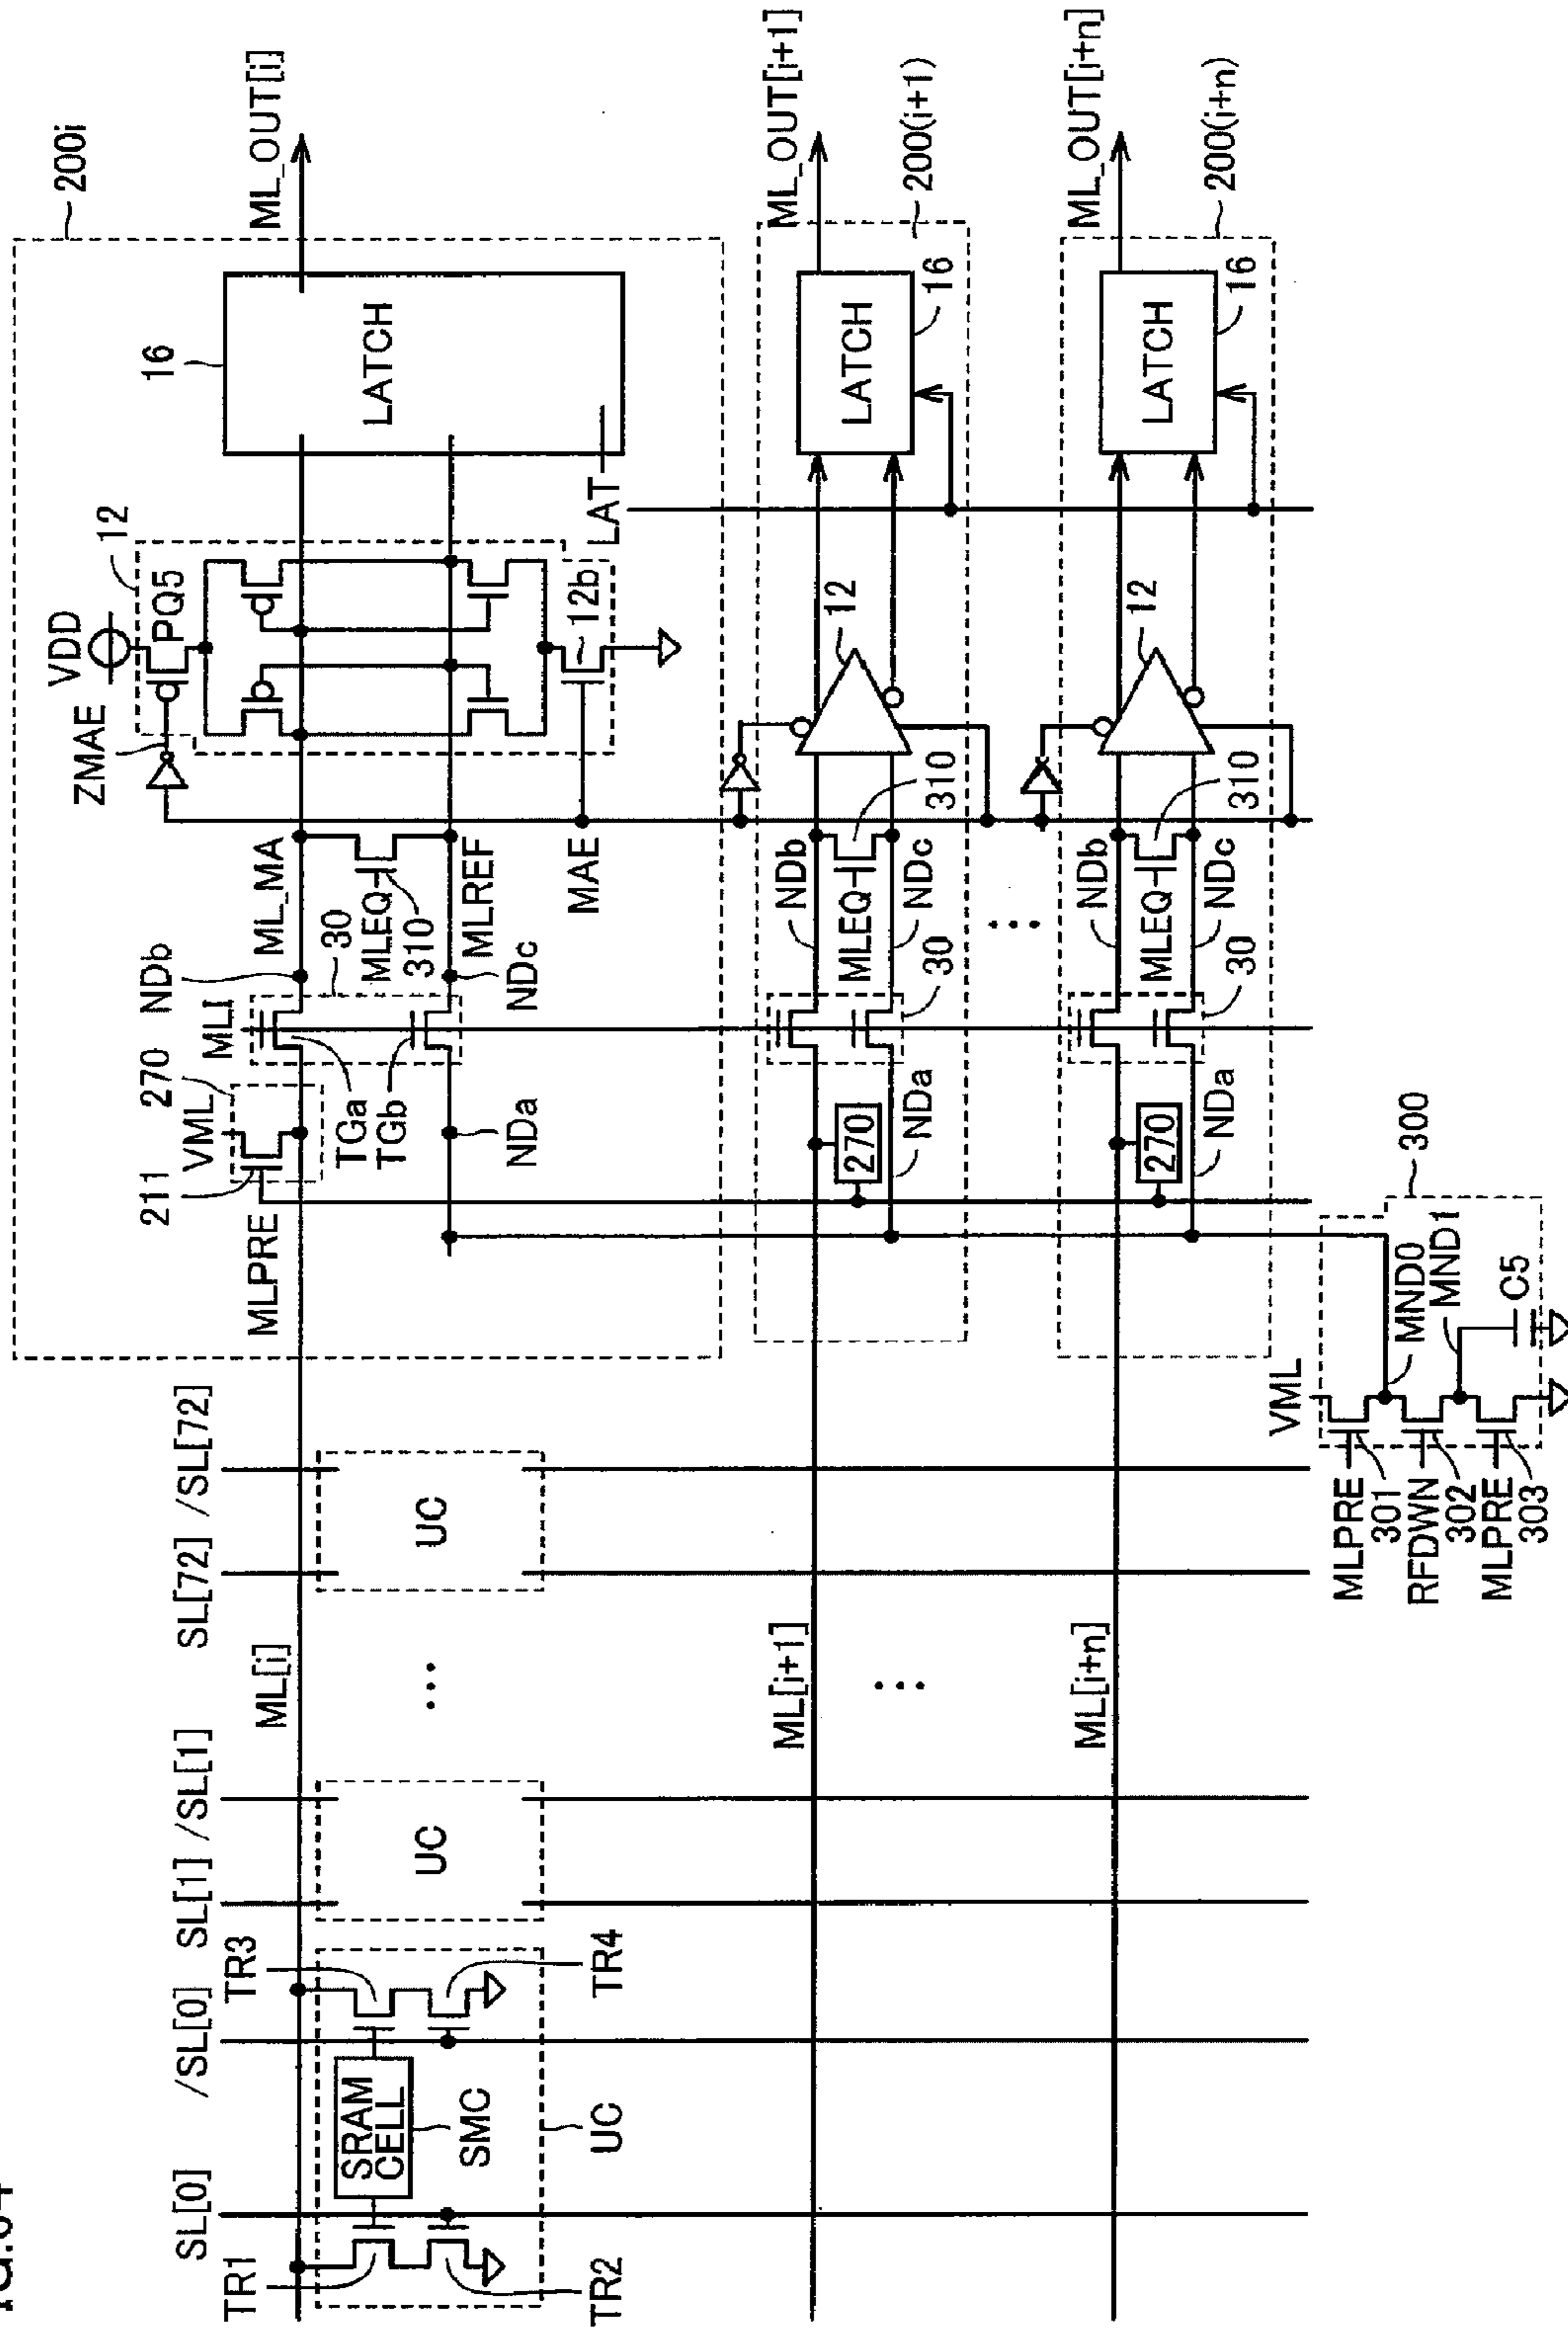 SL[0]
/SL[0]
SL[1]
/SL[1]
SL[72]
/SL[72]
TR1
TR2
TR3
TR4
SRAM
CELL
SMC
UC
UC
UC
...
...
ML[i]
ML[i+1]
ML[i+n]
MLPRE
211
VML
270
MLI
NDb
ML_MA
TGa
TGb
30
MLEQ
310
MLREF
NDa
NDc
MAE
ZMAE
VDD
PQ5
12
12b
LAT
16
LATCH
ML_OUT[i]
200i
270
NDa
NDb
MLEQ
310
NDc
30
12
LATCH
16
ML_OUT[i+1]
200(i+1)
...
270
NDa
NDb
MLEQ
310
NDc
30
12
LATCH
16
ML_OUT[i+n]
200(i+n)
VML
300
MND0
MND1
C5
MLPRE
301
RFDWN
302
MLPRE
303